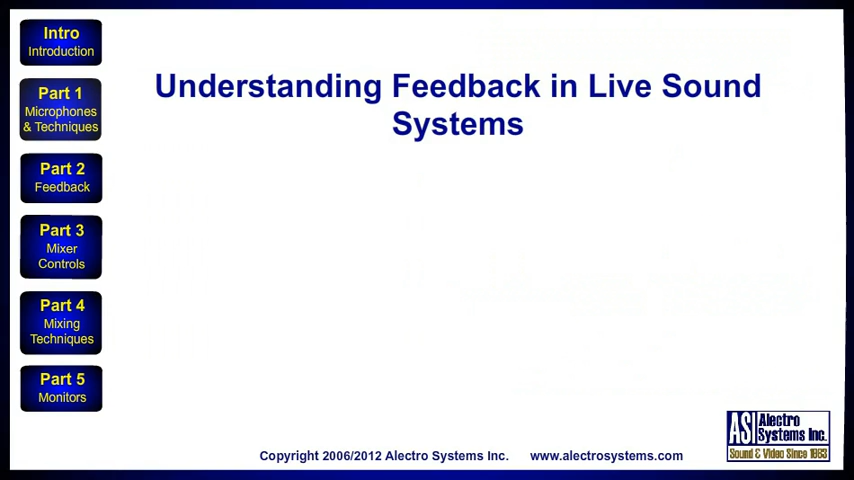 Intro
Introduction
Part 1
Microphones
& Techniques
Part 2
Feedback
Part 3
Mixer
Controls
Part 4
Mixing
Techniques
Part 5
Monitors
Understanding Feedback in Live Sound
Systems
Copyright 2006/2012 Alectro Systems Inc. www.alectrosystems.com
ASI Alectro
Systems Inc.
Sound & Video Since 1983